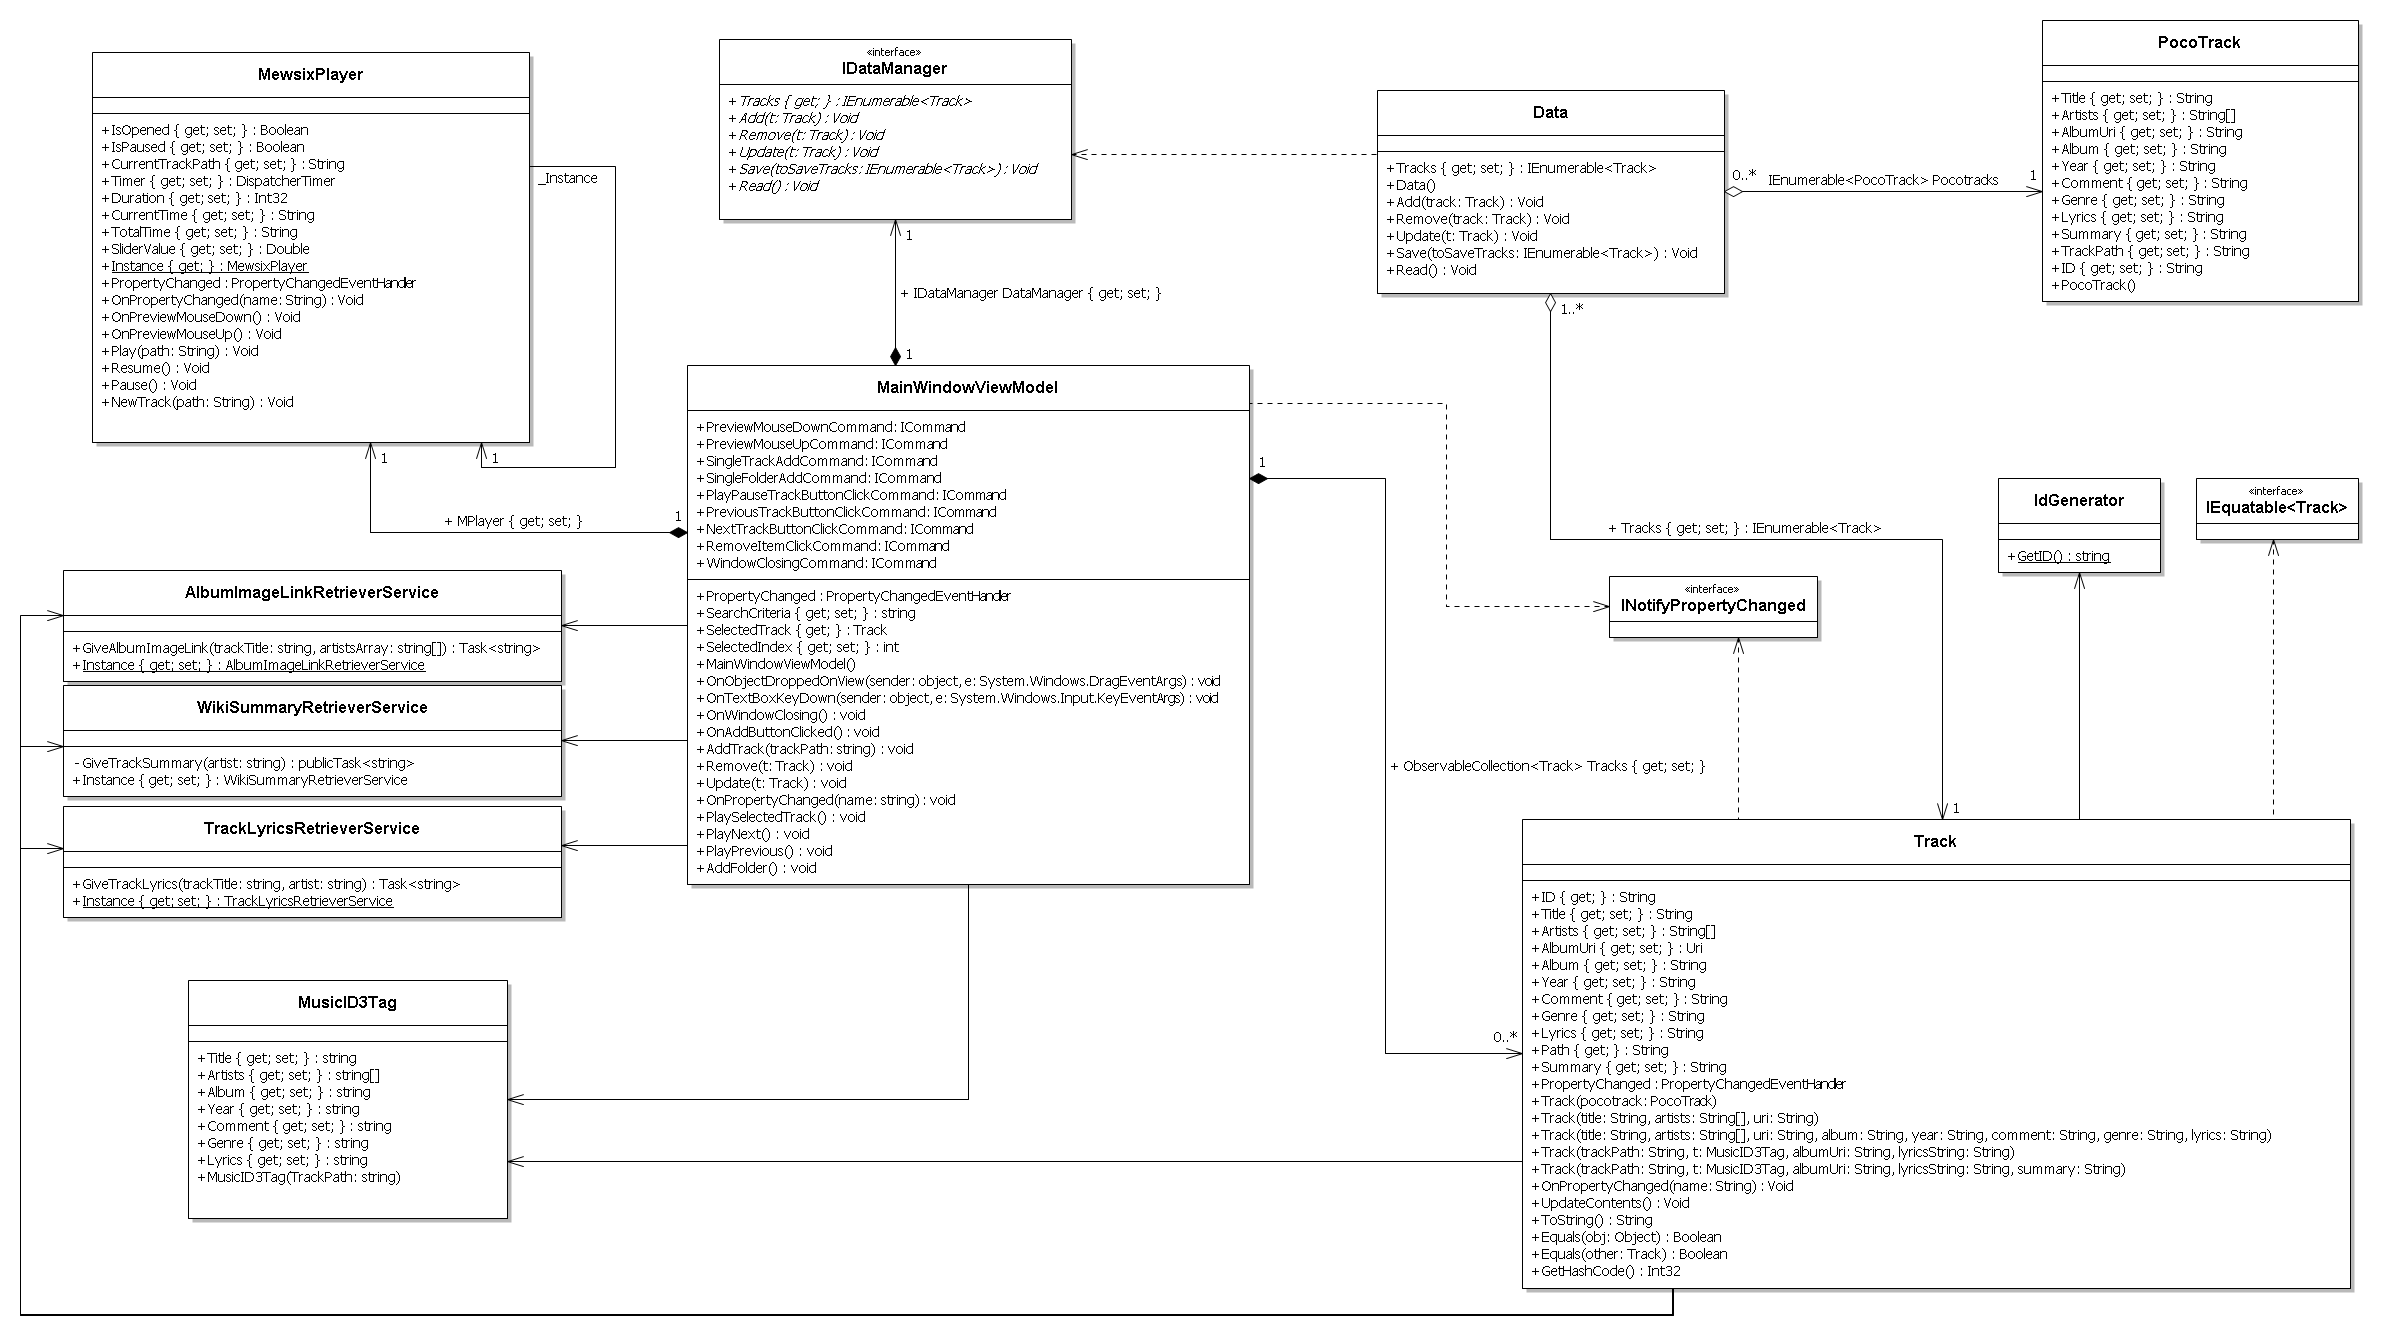 MewsixPlayer
+ IsOpened { get; set; } : Boolean
+ IsPaused { get; set; } : Boolean
+ CurrentTrackPath { get; set; } : String
+ Timer { get; set; } : DispatcherTimer
+ Duration { get; set; } : Int32
+ CurrentTime { get; set; } : String
+ TotalTime { get; set; } : String
+ SliderValue { get; set; } : Double
+ Instance { get; } : MewsixPlayer
+ PropertyChanged : PropertyChangedEventHandler
+ OnPropertyChanged(name: String) : Void
+ OnPreviewMouseDown() : Void
+ OnPreviewMouseUp() : Void
+ Play(path: String) : Void
+ Resume() : Void
+ Pause() : Void
+ NewTrack(path: String) : Void
_Instance
1
1
+ MPlayer { get; set; }
1
«interface»
IDataManager
+ Tracks { get; } : IEnumerable<Track>
+ Add(t: Track) : Void
+ Remove(t: Track) : Void
+ Update(t: Track) : Void
+ Save(toSaveTracks: IEnumerable<Track>) : Void
+ Read() : Void
1
+ IDataManager DataManager { get; set; }
1
Data
+ Tracks { get; set; } : IEnumerable<Track>
+ Data()
+ Add(track: Track) : Void
+ Remove(track: Track) : Void
+ Update(t: Track) : Void
+ Save(toSaveTracks: IEnumerable<Track>) : Void
+ Read() : Void
0..*
IEnumerable<PocoTrack> Pocotracks
1
1..*
PocoTrack
+ Title { get; set; } : String
+ Artists { get; set; } : String[]
+ AlbumUri { get; set; } : String
+ Album { get; set; } : String
+ Year { get; set; } : String
+ Comment { get; set; } : String
+ Genre { get; set; } : String
+ Lyrics { get; set; } : String
+ Summary { get; set; } : String
+ TrackPath { get; set; } : String
+ ID { get; set; } : String
+ PocoTrack()
MainWindowViewModel
+ PreviewMouseDownCommand: ICommand
+ PreviewMouseUpCommand: ICommand
+ SingleTrackAddCommand: ICommand
+ SingleFolderAddCommand: ICommand
+ PlayPauseTrackButtonClickCommand: ICommand
+ PreviousTrackButtonClickCommand: ICommand
+ NextTrackButtonClickCommand: ICommand
+ RemoveItemClickCommand: ICommand
+ WindowClosingCommand: ICommand
+ PropertyChanged : PropertyChangedEventHandler
+ SearchCriteria { get; set; } : string
+ SelectedTrack { get; } : Track
+ SelectedIndex { get; set; } : int
+ MainWindowViewModel()
+ OnObjectDroppedOnView(sender: object, e: System.Windows.DragEventArgs) : void
+ OnTextBoxKeyDown(sender: object, e: System.Windows.Input.KeyEventArgs) : void
+ OnWindowClosing() : void
+ OnAddButtonClicked() : void
+ AddTrack(trackPath: string) : void
+ Remove(t: Track) : void
+ Update(t: Track) : void
+ OnPropertyChanged(name: string) : void
+ PlaySelectedTrack() : void
+ PlayNext() : void
+ PlayPrevious() : void
+ AddFolder() : void
1
+ ObservableCollection<Track> Tracks { get; set; }
0..*
+ Tracks { get; set; } : IEnumerable<Track>
1
IdGenerator
+ GetID() : string
«interface»
IEquatable<Track>
«interface»
INotifyPropertyChanged
AlbumImageLinkRetrieverService
+ GiveAlbumImageLink(trackTitle: string, artistsArray: string[]) : Task<string>
+ Instance { get; set; } : AlbumImageLinkRetrieverService
WikiSummaryRetrieverService
- GiveTrackSummary(artist: string) : publicTask<string>
+ Instance { get; set; } : WikiSummaryRetrieverService
TrackLyricsRetrieverService
+ GiveTrackLyrics(trackTitle: string, artist: string) : Task<string>
+ Instance { get; set; } : TrackLyricsRetrieverService
MusicID3Tag
+ Title { get; set; } : string
+ Artists { get; set; } : string[]
+ Album { get; set; } : string
+ Year { get; set; } : string
+ Comment { get; set; } : string
+ Genre { get; set; } : string
+ Lyrics { get; set; } : string
+ MusicID3Tag(TrackPath: string)
Track
+ ID { get; } : String
+ Title { get; set; } : String
+ Artists { get; set; } : String[]
+ AlbumUri { get; set; } : Uri
+ Album { get; set; } : String
+ Year { get; set; } : String
+ Comment { get; set; } : String
+ Genre { get; set; } : String
+ Lyrics { get; set; } : String
+ Path { get; } : String
+ Summary { get; set; } : String
+ PropertyChanged : PropertyChangedEventHandler
+ Track(pocotrack: PocoTrack)
+ Track(title: String, artists: String[], uri: String)
+ Track(title: String, artists: String[], uri: String, album: String, year: String, comment: String, genre: String, lyrics: String)
+ Track(trackPath: String, t: MusicID3Tag, albumUri: String, lyricsString: String)
+ Track(trackPath: String, t: MusicID3Tag, albumUri: String, lyricsString: String, summary: String)
+ OnPropertyChanged(name: String) : Void
+ UpdateContents() : Void
+ ToString() : String
+ Equals(obj: Object) : Boolean
+ Equals(other: Track) : Boolean
+ GetHashCode() : Int32